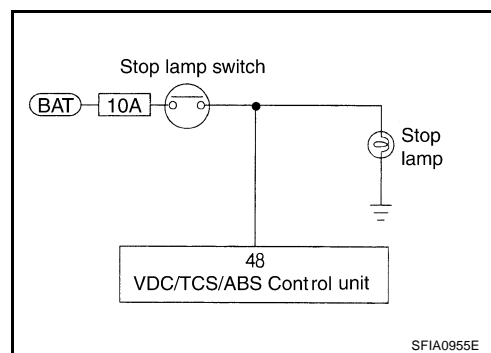 Stop lamp switch
BAT 10A
Stop
lamp
48
VDC/TCS/ABS Control unit
SFIA0955E